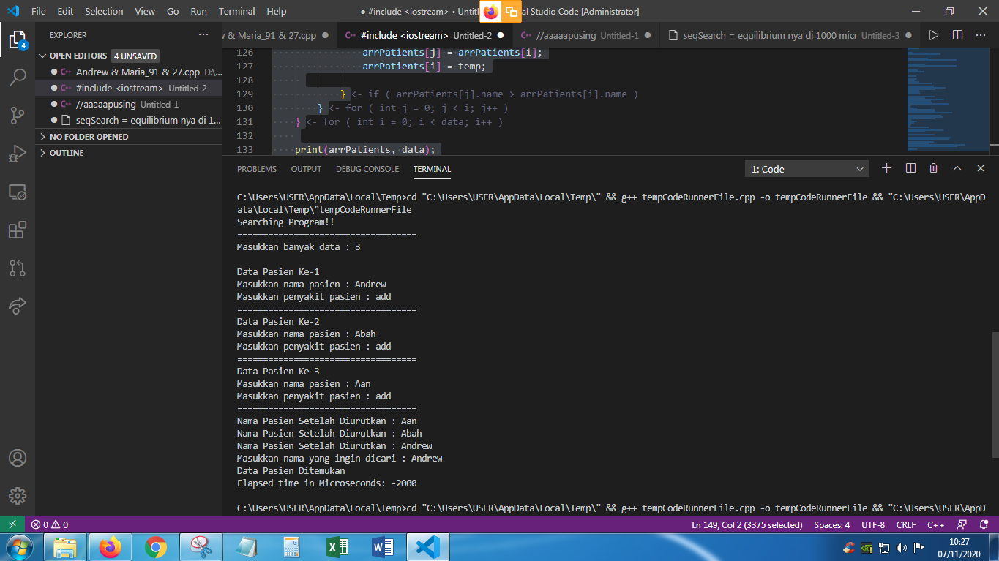 File Edit Selection View Go Run Terminal Help
● #include <iostream> • Untitl
al Studio Code [Administrator]
EXPLORER
& Maria_91 & 27.cpp
#include <iostream> Untitled-2
//aaaaapusing Untitled-1
seqSearch = equilibrium nya di 1000 micr Untitled-3
OPEN EDITORS 4 UNSAVED
Andrew & Maria_91 & 27.cpp D:\...
#include <iostream> Untitled-2
//aaaaapusing Untitled-1
seqSearch = equilibrium nya di 1...
NO FOLDER OPENED
OUTLINE
4
126 arrPatients[j] = arrPatients[i];
127 arrPatients[i] = temp;
128
129 } <- if ( arrPatients[j].name > arrPatients[i].name )
130 } <- for ( int j = 0; j < i; j++ )
131 } <- for ( int i = 0; i < data; i++ )
132
133 print(arrPatients, data);
PROBLEMS OUTPUT DEBUG CONSOLE TERMINAL 1: Code
C:\Users\USER\AppData\Local\Temp>cd "C:\Users\USER\AppData\Local\Temp\" && g++ tempCodeRunnerFile.cpp -o tempCodeRunnerFile && "C:\Users\USER\AppD
ata\Local\Temp\"tempCodeRunnerFile
Searching Program!!
===================================
Masukkan banyak data : 3
Data Pasien Ke-1
Masukkan nama pasien : Andrew
Masukkan penyakit pasien : add
===================================
Data Pasien Ke-2
Masukkan nama pasien : Abah
Masukkan penyakit pasien : add
===================================
Data Pasien Ke-3
Masukkan nama pasien : Aan
Masukkan penyakit pasien : add
===================================
Nama Pasien Setelah Diurutkan : Aan
Nama Pasien Setelah Diurutkan : Abah
Nama Pasien Setelah Diurutkan : Andrew
Masukkan nama yang ingin dicari : Andrew
Data Pasien Ditemukan
Elapsed time in Microseconds: -2000
C:\Users\USER\AppData\Local\Temp>cd "C:\Users\USER\AppData\Local\Temp\" && g++ tempCodeRunnerFile.cpp -o tempCodeRunnerFile && "C:\Users\USER\AppD
0 0 Ln 149, Col 2 (3375 selected) Spaces: 4 UTF-8 CRLF C++
10:27
07/11/2020